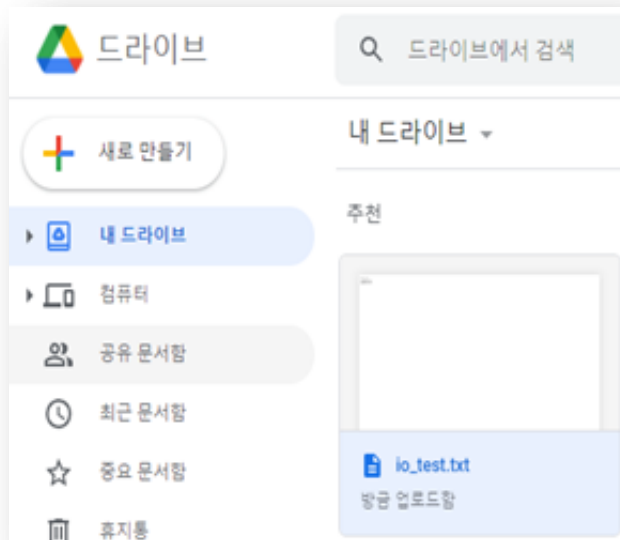 드라이브
드라이브에서 검색
새로 만들기
내 드라이브
컴퓨터
공유 문서함
최근 문서함
중요 문서함
휴지통
내 드라이브
추천
io_test.txt
방금 업로드함